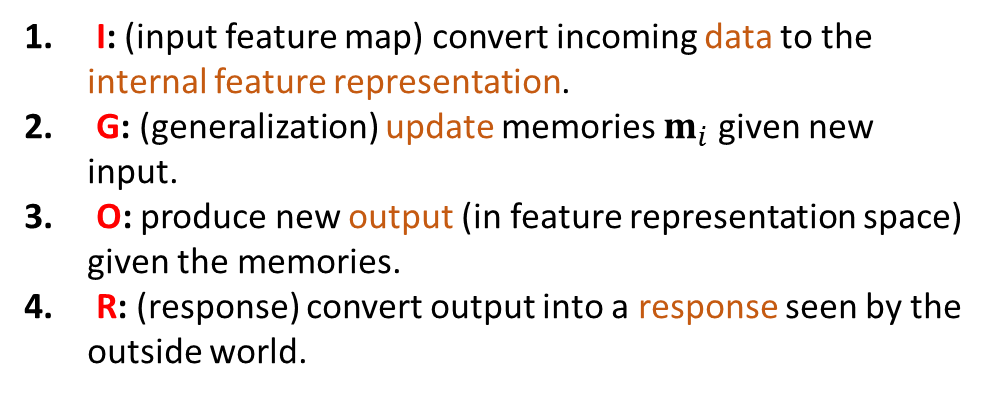 1. I: (input feature map) convert incoming data to the
internal feature representation.
2. G: (generalization) update memories mᵢ given new
input.
3. O: produce new output (in feature representation space)
given the memories.
4. R: (response) convert output into a response seen by the
outside world.